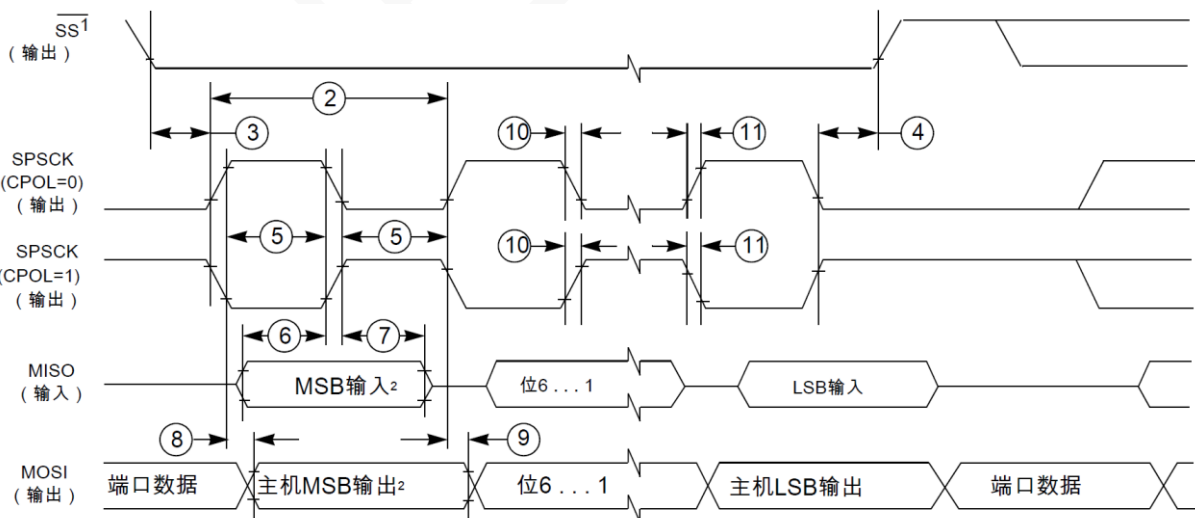 SS¹
（输出）
②
③
⑩
⑪
④
SPSCK
(CPOL=0)
（输出）
⑤
⑤
SPSCK
(CPOL=1)
（输出）
⑩
⑪
⑥
⑦
MISO
（输入）
MSB输入²
位6 . . . 1
LSB输入
⑧
⑨
MOSI
（输出）
端口数据
主机MSB输出²
位6 . . . 1
主机LSB输出
端口数据